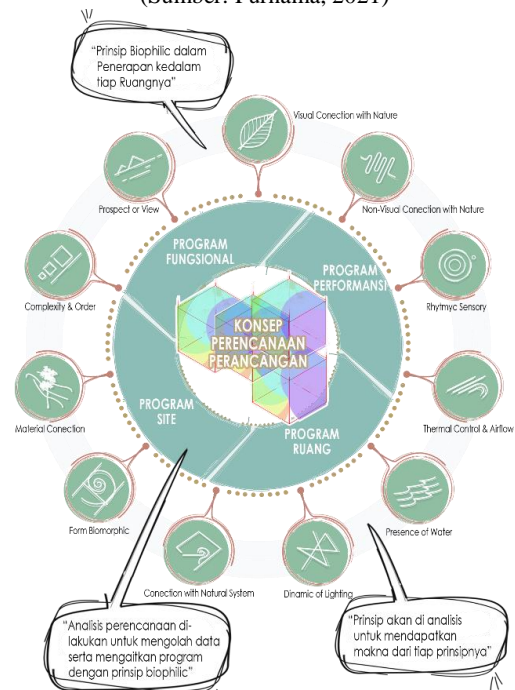 (Sumber: Purnama, 2021)
“Prinsip Biophilic dalam
Penerapan kedalam
tiap Ruangnya”
Visual Conection with Nature
Non-Visual Conection with Nature
Prospect or View
Rhytmyc Sensory
Complexity & Order
Thermal Control & Airflow
Material Conection
Presence of Water
Form Biomorphic
Dinamic of Lighting
Conection with Natural System
PROGRAM
FUNGSIONAL
PROGRAM
PERFORMANSI
KONSEP
PERENCANAAN
PERANCANGAN
PROGRAM
SITE
PROGRAM
RUANG
“Analisis perencanaan di-
lakukan untuk mengolah data
serta mengaitkan program
dengan prinsip biophilic”
“Prinsip akan di analisis
untuk mendapatkan
makna dari tiap prinsipnya”